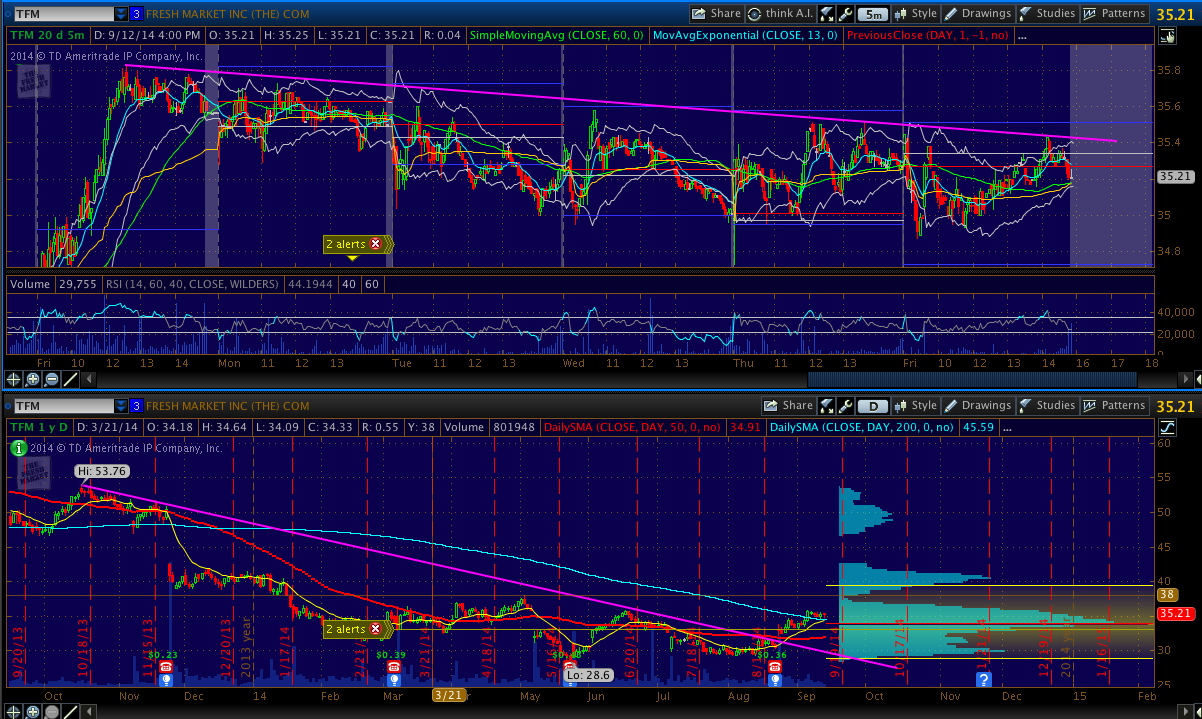 TFM 3 FRESH MARKET INC (THE) COM Share think A.I. 5m Style Drawings Studies Patterns 35.21
TFM 20 d 5m D: 9/12/14 4:00 PM O: 35.21 H: 35.25 L: 35.21 C: 35.21 R: 0.04 SimpleMovingAvg (CLOSE, 60, 0) MovAvgExponential (CLOSE, 13, 0) PreviousClose (DAY, 1, -1, no) ...
2014 © TD Ameritrade IP Company, Inc.
THE FRESH MARKET
35.8
35.6
35.4
35.21
35
34.8
2 alerts
Volume 29,755 RSI (14, 60, 40, CLOSE, WILDERS) 44.1944 40 60
40,000
20,000
0
Fri 10 12 13 14 Mon 10 11 12 13 Tue 10 11 12 13 Wed 11 12 13 Thu 11 12 13 Fri 10 11 12 13 14 16 17 18
TFM 3 FRESH MARKET INC (THE) COM Share D Style Drawings Studies Patterns 35.21
TFM 1 y D D: 3/21/14 O: 34.18 H: 34.64 L: 34.09 C: 34.33 R: 0.55 Y: 38 Volume 801948 DailySMA (CLOSE, DAY, 50, 0, no) 34.91 DailySMA (CLOSE, DAY, 200, 0, no) 45.59 ...
i 2014 © TD Ameritrade IP Company, Inc.
THE FRESH MARKET
Hi: 53.76
60
55
50
45
40
38
35.21
30
25
2 alerts
9/29/13
10/18/13
11/15/13
12/20/13
2013 year
1/17/14
2/21/14
3/21/14
4/18/14
6/20/14
7/18/14
8/15/14
9/19/14
10/17/14
12/19/14
2014 year
1/16/15
$0.23
$0.39
$0.36
Lo: 28.6
?
Oct Nov Dec 14 Feb Mar 3/21 May Jun Jul Aug Sep Oct Nov Dec 15 Feb